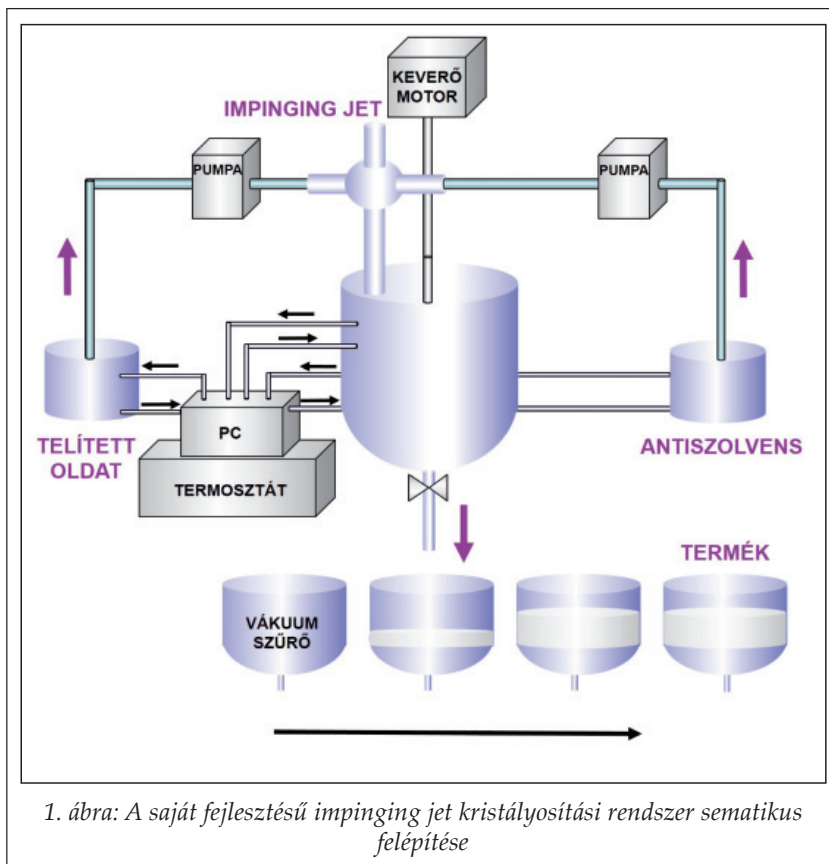 KEVERŐ
MOTOR
IMPINGING JET
PUMPA
PUMPA
TELÍTETT
OLDAT
PC
TERMOSZTÁT
ANTISZOLVENS
TERMÉK
VÁKUUM
SZŰRŐ
1. ábra: A saját fejlesztésű impinging jet kristályosítási rendszer sematikus
felépítése